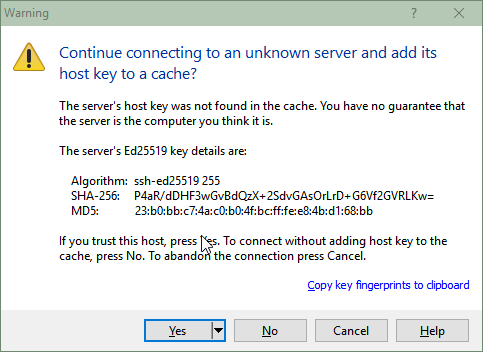 Warning
?
Continue connecting to an unknown server and add its
host key to a cache?
The server's host key was not found in the cache. You have no guarantee that
the server is the computer you think it is.
The server's Ed25519 key details are:
Algorithm: ssh-ed25519 255
SHA-256: P4aR/dDHF3wGvBdQzX+2SdvGAsOrLrD+G6Vf2GVRLKw=
MD5: 23:b0:bb:c7:4a:c0:b0:4f:bc:ff:fe:e8:4b:d1:68:bb
If you trust this host, press Yes. To connect without adding host key to the
cache, press No. To abandon the connection press Cancel.
Copy key fingerprints to clipboard
Yes No Cancel Help